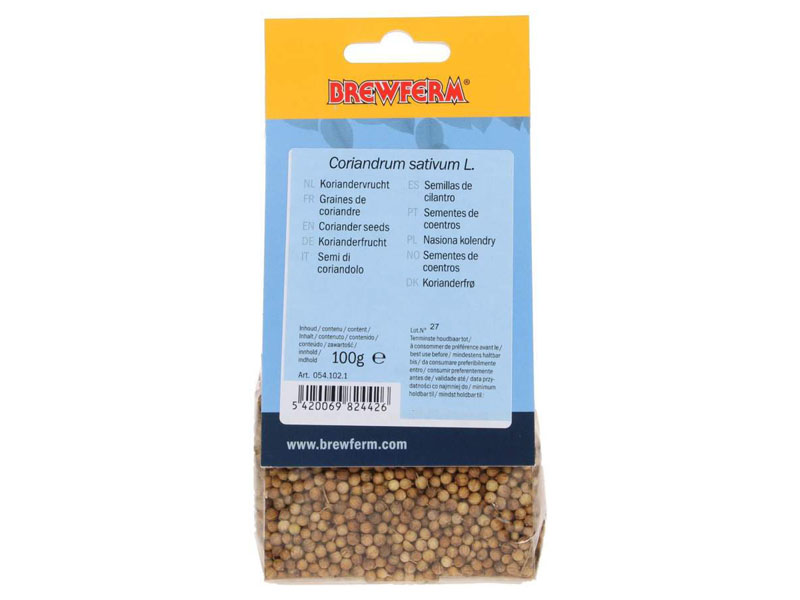 BREWFERM®
Coriandrum sativum L.
NL Koriandervrucht
FR Graines de
coriandre
EN Coriander seeds
DE Korianderfrucht
IT Semi di
coriandolo
ES Semillas de
cilantro
PT Sementes de
coentros
PL Nasiona kolendry
NO Sementes de
coentros
DK Korianderfrø
Inhoud / contenu / content /
Inhalt / contenuto / contenido /
conteúdo / zawartość /
innhold /
indhold
100g ℮
Art. 054.102.1
5 420069 824426
Lot.N° 27
Tenminste houdbaar tot /
à consommer de préférence avant le /
best use before / mindestens haltbar
bis / da consumare preferibilmente
entro / consumir preferentemente
antes de / validade até / data przy-
datności co najmniej do / minimum
holdbar til / mindst holdbar til:
www.brewferm.com